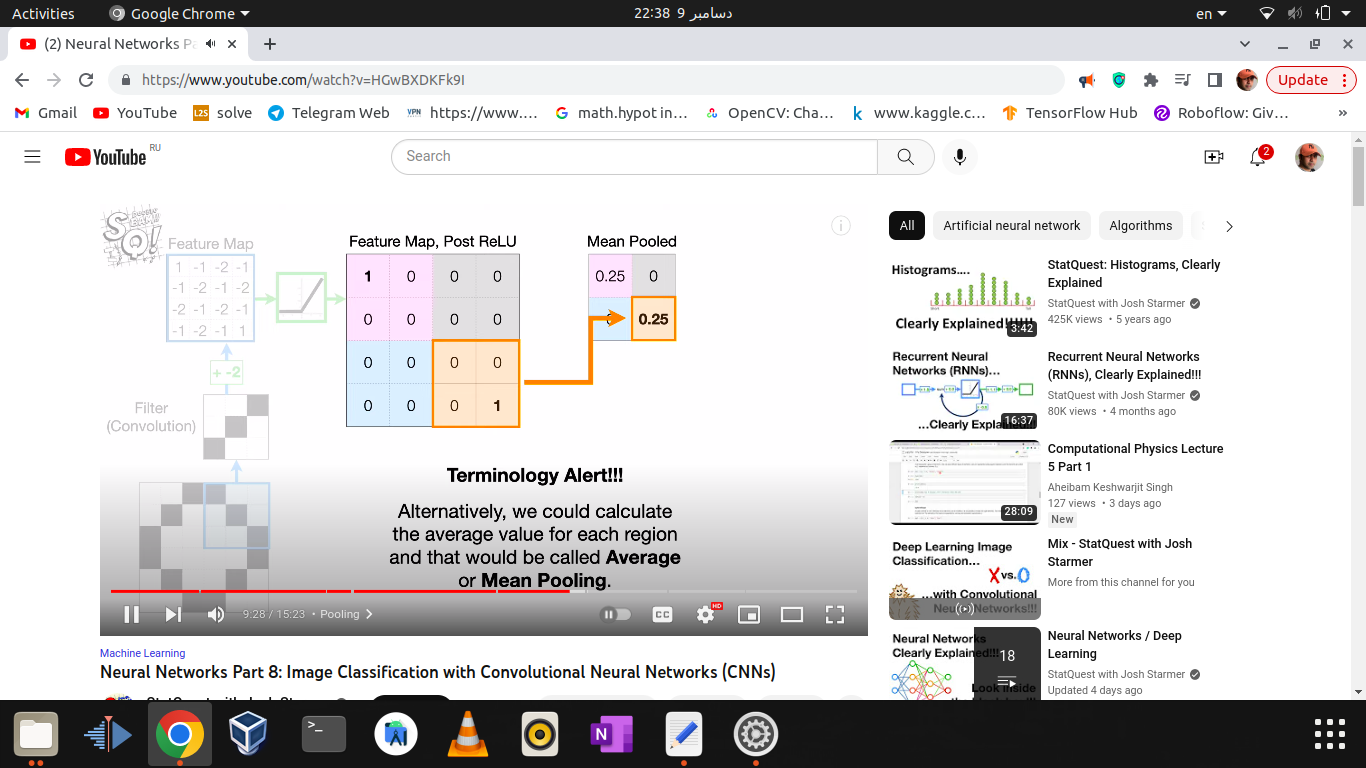 Activities
Google Chrome
22:38 9 دسامبر
en
(2) Neural Networks Pa
https://www.youtube.com/watch?v=HGwBXDKFk9I
Update
Gmail
YouTube
L2S solve
Telegram Web
VPN https://www.…
math.hypot in…
OpenCV: Cha…
www.kaggle.c…
TensorFlow Hub
Roboflow: Giv…
»
YouTube RU
Search
2
All
Artificial neural network
Algorithms
SQ!
Feature Map
1 -1 -2 -1
-1 -2 -1 -2
-2 -1 -2 -1
-1 -2 -1 1
+ -2
Filter
(Convolution)
Feature Map, Post ReLU
1 0 0 0
0 0 0 0
0 0 0 0
0 0 0 1
Mean Pooled
0.25 0
0 0.25
Terminology Alert!!!
Alternatively, we could calculate
the average value for each region
and that would be called Average
or Mean Pooling.
9:28 / 15:23 • Pooling
CC
HD
Machine Learning
Neural Networks Part 8: Image Classification with Convolutional Neural Networks (CNNs)
Histograms....
Clearly Explained!!!!!!
3:42
StatQuest: Histograms, Clearly
Explained
StatQuest with Josh Starmer
425K views • 5 years ago
Recurrent Neural
Networks (RNNs)…
…Clearly Explained!!!
16:37
Recurrent Neural Networks
(RNNs), Clearly Explained!!!
StatQuest with Josh Starmer
80K views • 4 months ago
28:09
Computational Physics Lecture
5 Part 1
Aheibam Keshwarjit Singh
127 views • 3 days ago
New
Deep Learning Image
Classification…
X vs. O
…with Convolutional
Neural Networks!!!
Mix - StatQuest with Josh
Starmer
More from this channel for you
Neural Networks
Clearly Explained!!!
Look inside
18
Neural Networks / Deep
Learning
StatQuest with Josh Starmer
Updated 4 days ago
>_
N